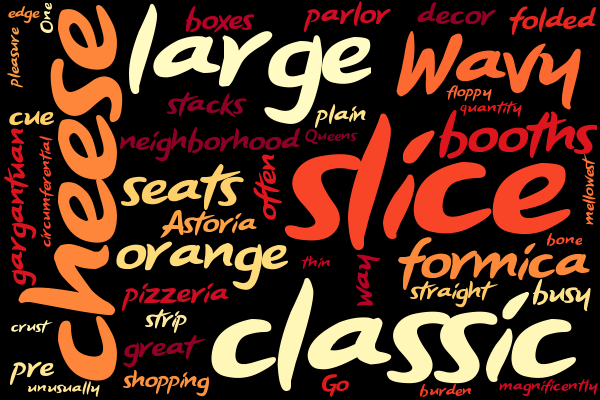 edge
One
boxes
parlor
decor
folded
pleasure
large
Wavy
cheese
floppy
quantity
stacks
plain
cue
neighborhood
Queens
booths
gargantuan
circumferential
slice
seats
often
mellowest
Astoria
bone
orange
thin
way
formica
pizzeria
straight
busy
strip
crust
classic
great
pre
unusually
shopping
Go
burden
magnificently